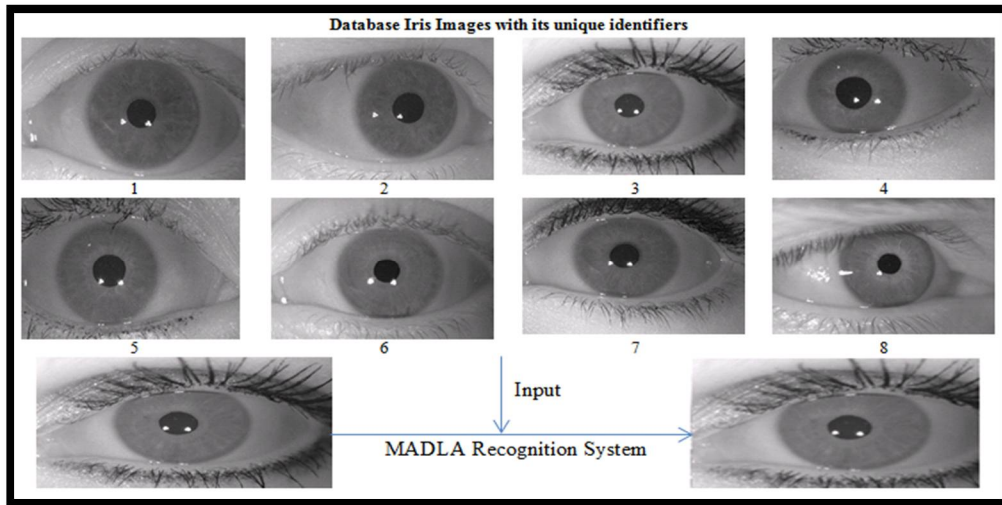 Database Iris Images with its unique identifiers
1 2 3 4
5 6 7 8
Input
MADLA Recognition System